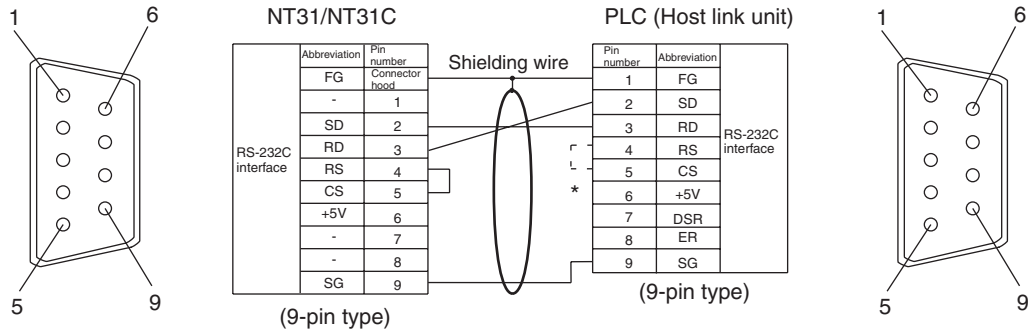 NT31/NT31C
PLC (Host link unit)
1
6
5
9
Abbreviation
Pin number
RS-232C interface
FG
Connector hood
-
1
SD
2
RD
3
RS
4
CS
5
+5V
6
-
7
-
8
SG
9
(9-pin type)
Shielding wire
*
Pin number
Abbreviation
1
FG
2
SD
3
RD
4
RS
5
CS
6
+5V
7
DSR
8
ER
9
SG
RS-232C interface
(9-pin type)
1
6
5
9